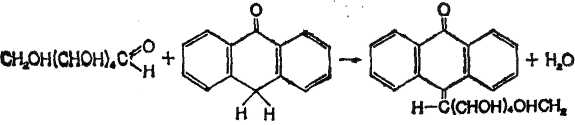 O O
CH₂OH(CHOH)₄C O H + → + H₂O
H H H–C(CHOH)₄OHCH₂